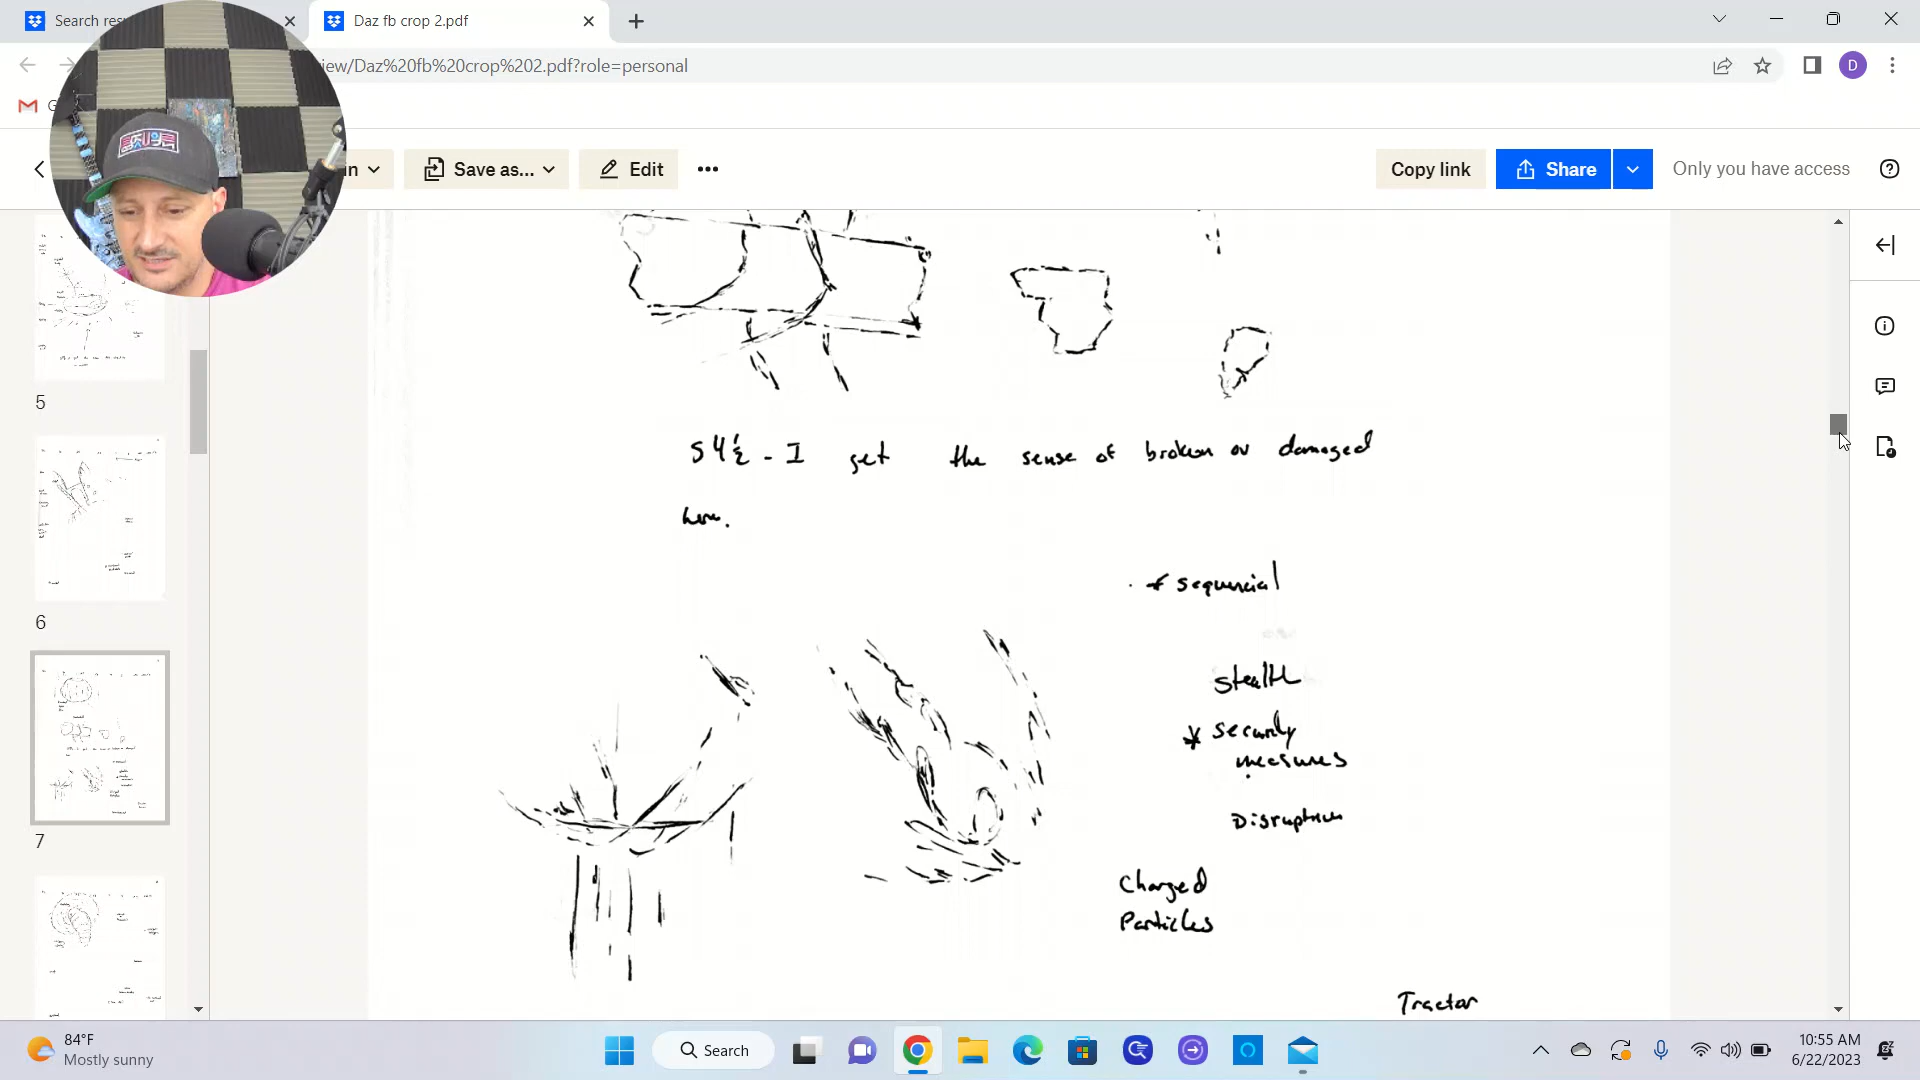 Search res
Daz fb crop 2.pdf
iew/Daz%20fb%20crop%202.pdf?role=personal
D
G
n
Save as...
Edit
Copy link
Share
Only you have access
5
6
7
S4½ - I get the sense of broken or damaged
here.
* sequencial
stealth
* security
measures
Disruption
Charged
Particles
Tractor
84°F
Mostly sunny
Search
10:55 AM
6/22/2023